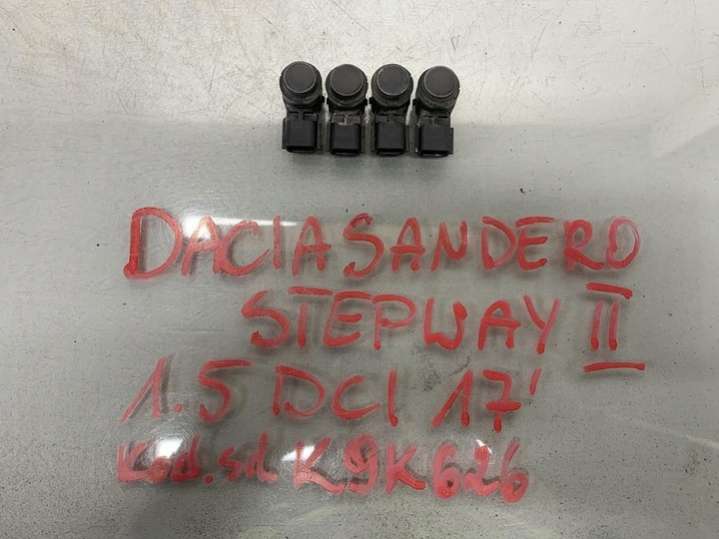 DACIA SANDERO
STEPWAY II
1.5 DCI 17'
Kod.sil K9K626